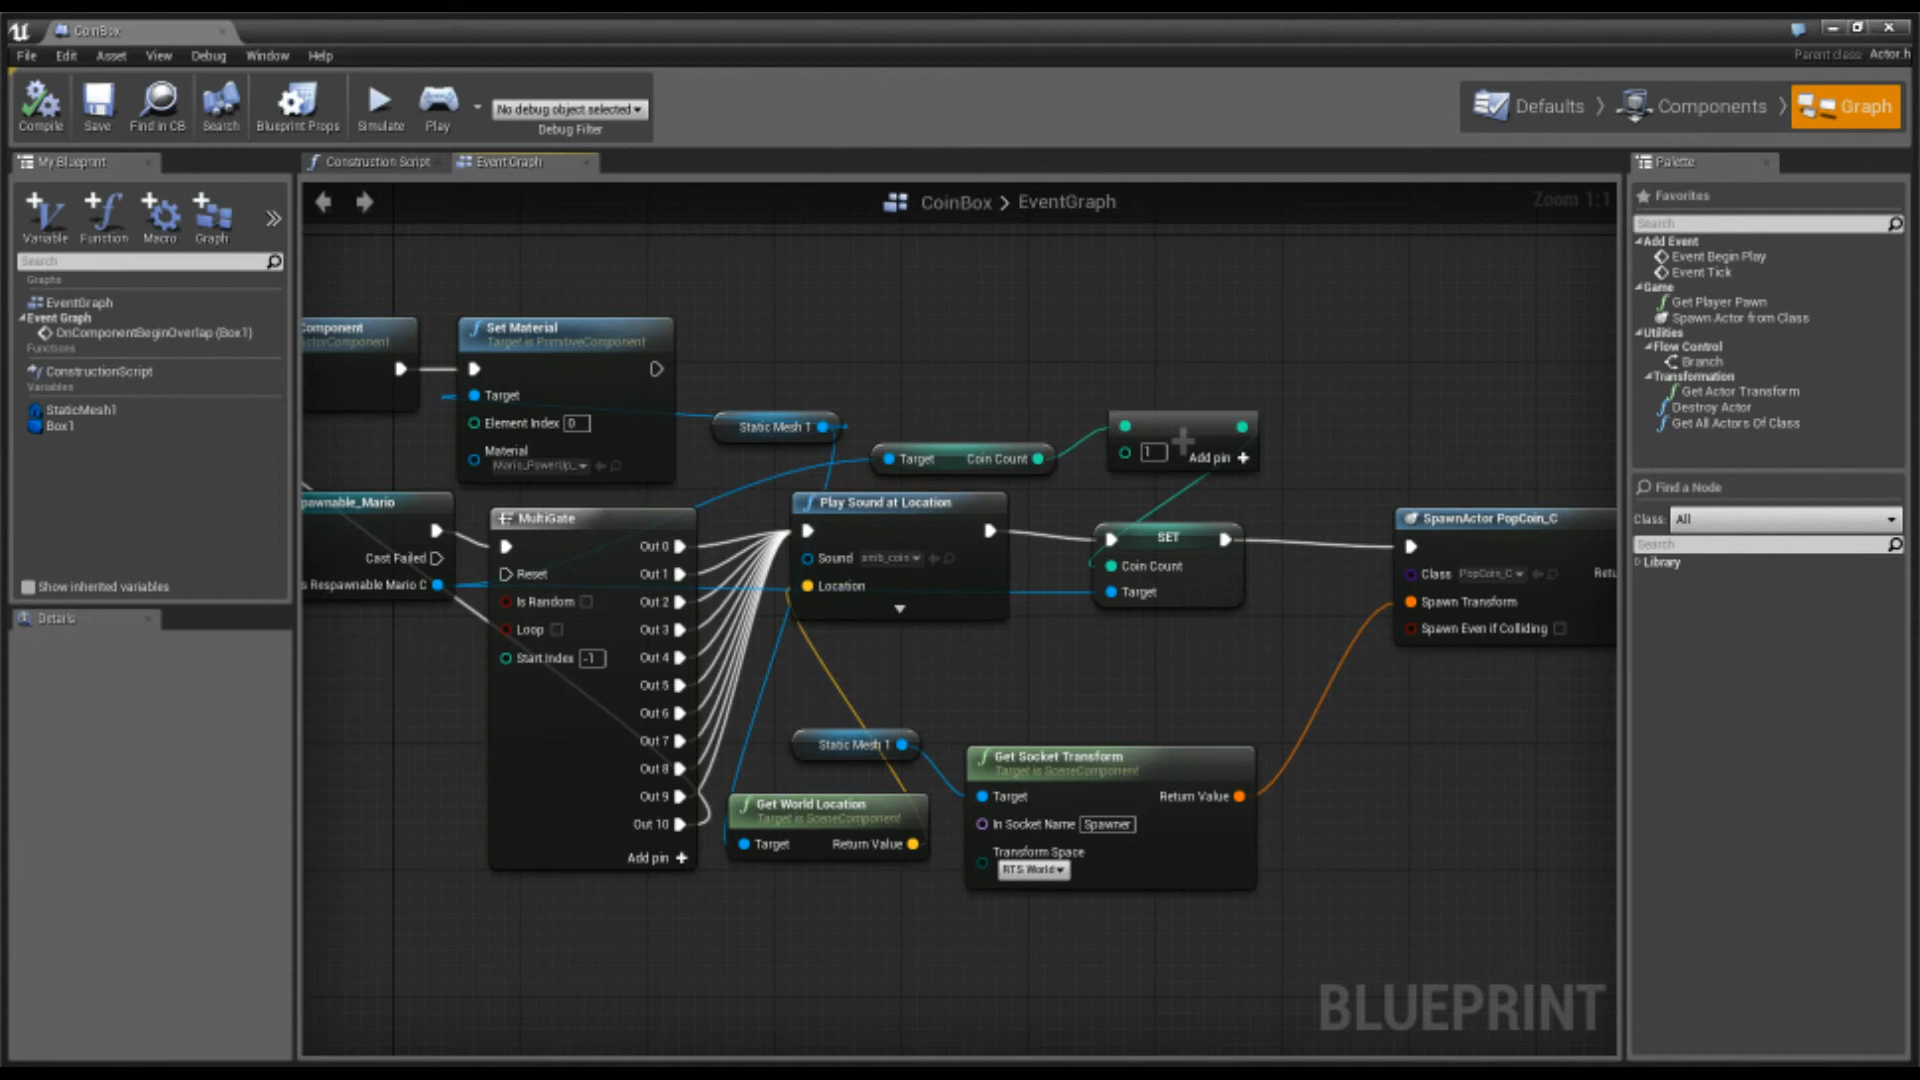 CoinBox
File Edit Asset View Debug Window Help
Parent class: Actor.h
Compile Save Find in CB Search Blueprint Props Simulate Play
No debug object selected
Debug Filter
Defaults Components Graph
My Blueprint
Variable Function Macro Graph
Search
Graphs
EventGraph
Event Graph
OnComponentBeginOverlap (Box1)
Functions
ConstructionScript
Variables
StaticMesh1
Box1
Show inherited variables
Details
Construction Script
Event Graph
CoinBox > EventGraph
Zoom 1:1
Component
ActorComponent
Set Material
Target is PrimitiveComponent
Target
Element Index 0
Material
Mario_PowerUp_
Static Mesh 1
Target Coin Count
1
Add pin +
pawnable_Mario
Cast Failed
s Respawnable Mario C
MultiGate
Out 0
Reset Out 1
Is Random Out 2
Loop Out 3
Start Index -1 Out 4
Out 5
Out 6
Out 7
Out 8
Out 9
Out 10
Add pin +
Play Sound at Location
Sound smb_coin
Location
SET
Coin Count
Target
SpawnActor PopCoin_C
Class PopCoin_C Retu
Spawn Transform
Spawn Even if Colliding
Static Mesh 1
Get World Location
Target is SceneComponent
Target Return Value
Get Socket Transform
Target is SceneComponent
Target Return Value
In Socket Name Spawner
Transform Space
RTS World
BLUEPRINT
Palette
Favorites
Search
Add Event
Event Begin Play
Event Tick
Game
Get Player Pawn
Spawn Actor from Class
Utilities
Flow Control
Branch
Transformation
Get Actor Transform
Destroy Actor
Get All Actors Of Class
Find a Node
Class: All
Search
Library